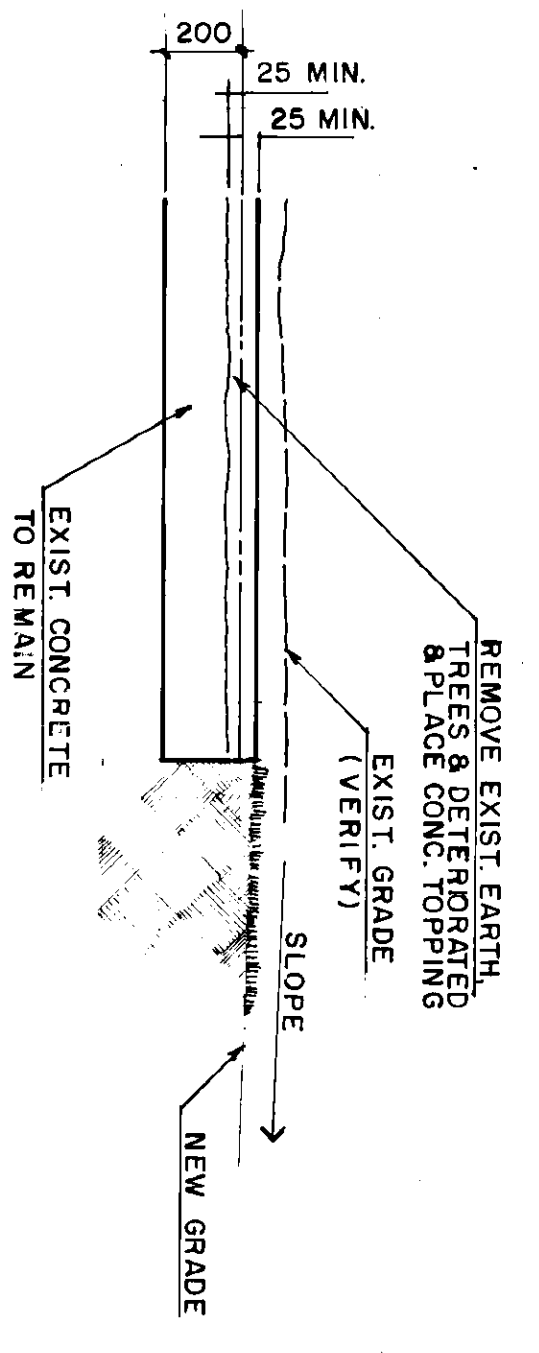 200
25 MIN.
25 MIN.
REMOVE EXIST. EARTH,
TREES & DETERIORATED
& PLACE CONC. TOPPING
EXIST. GRADE
(VERIFY)
SLOPE
NEW GRADE
EXIST. CONCRETE
TO REMAIN